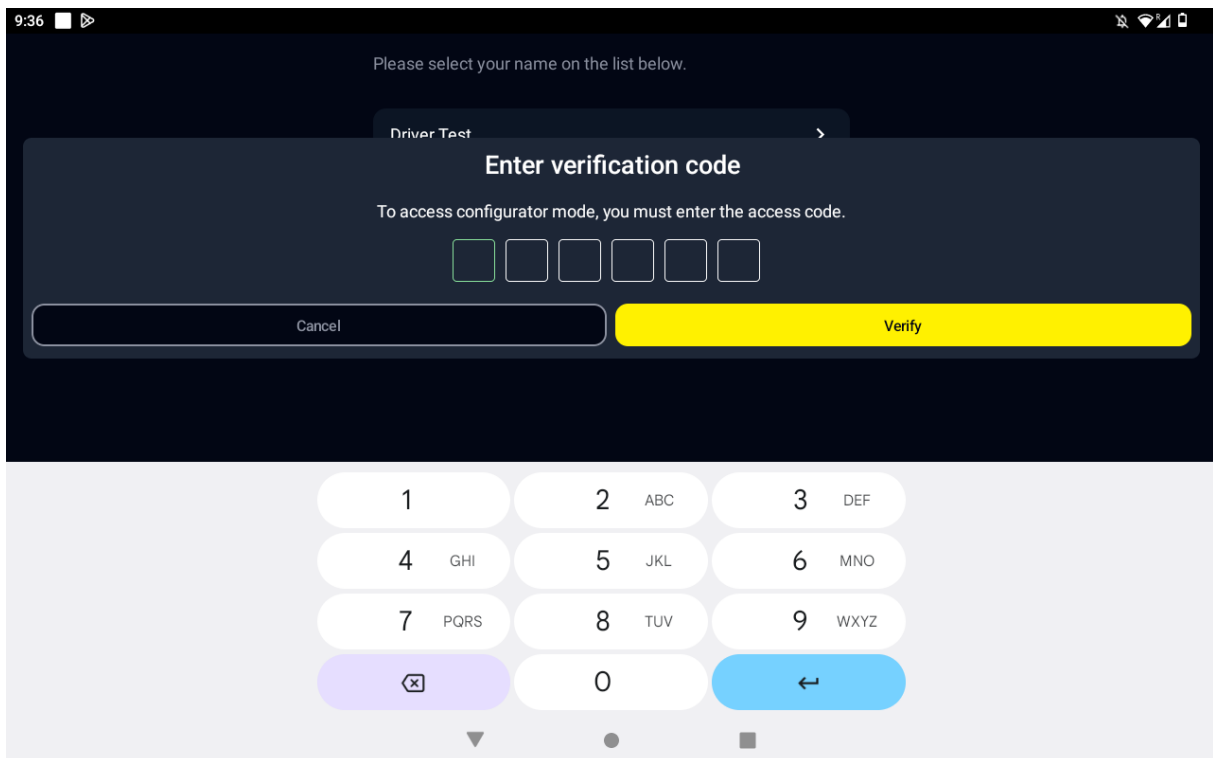 9:36
R
Please select your name on the list below.
Driver Test
Enter verification code
To access configurator mode, you must enter the access code.
Cancel Verify
1 2 ABC 3 DEF
4 GHI 5 JKL 6 MNO
7 PQRS 8 TUV 9 WXYZ
0